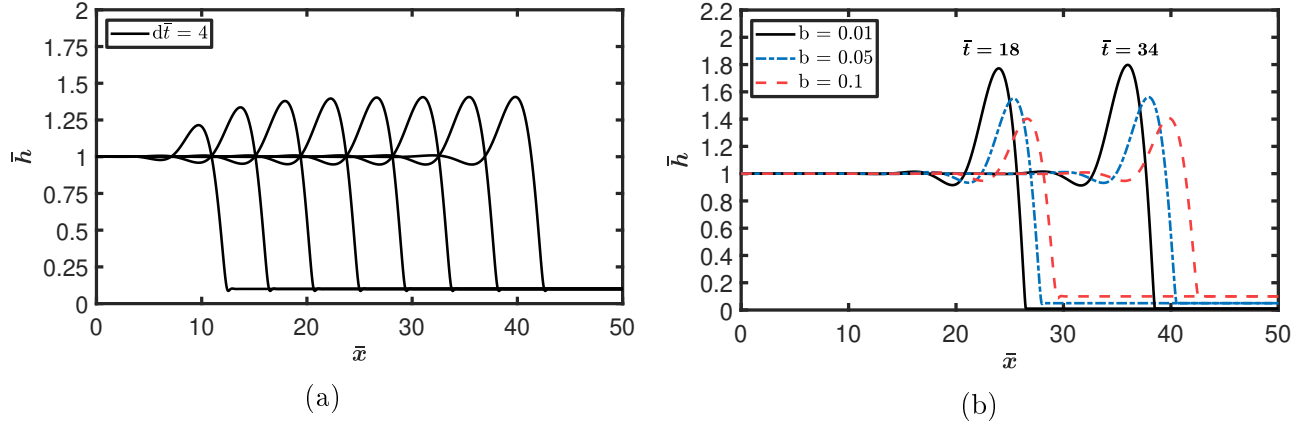 2
1.75
1.5
1.25
1
0.75
0.5
0.25
0
h̄
dt̄ = 4
0 10 20 30 40 50
x̄
(a)
2.2
2
1.8
1.6
1.4
1.2
1
0.8
0.6
0.4
0.2
0
h̄
b = 0.01
b = 0.05
b = 0.1
t̄ = 18
t̄ = 34
0 10 20 30 40 50
x̄
(b)